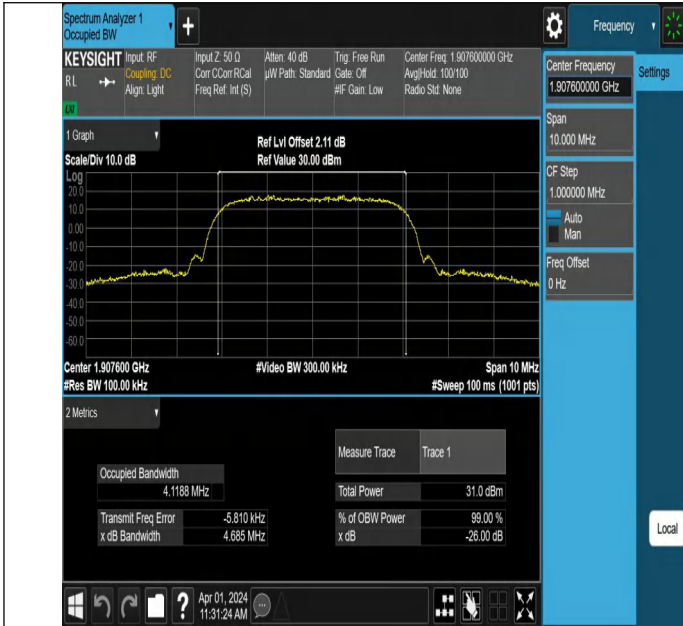 Spectrum Analyzer 1
Occupied BW
+
Frequency
KEYSIGHT
RL
Input: RF
Coupling: DC
Align: Light
Input Z: 50 Ω
Corr CCorr RCal
Freq Ref: Int (S)
Atten: 40 dB
µW Path: Standard
Trig: Free Run
Gate: Off
#IF Gain: Low
Center Freq: 1.907600000 GHz
Avg|Hold: 100/100
Radio Std: None
1 Graph
Scale/Div 10.0 dB
Ref Lvl Offset 2.11 dB
Ref Value 30.00 dBm
Log
20.0
10.0
0.00
-10.0
-20.0
-30.0
-40.0
-50.0
-60.0
Center 1.907600 GHz
#Video BW 300.00 kHz
Span 10 MHz
#Res BW 100.00 kHz
#Sweep 100 ms (1001 pts)
2 Metrics
Measure Trace Trace 1
Occupied Bandwidth
4.1188 MHz
Total Power 31.0 dBm
Transmit Freq Error -5.810 kHz
% of OBW Power 99.00 %
x dB Bandwidth 4.685 MHz
x dB -26.00 dB
?
Apr 01, 2024
11:31:24 AM
Center Frequency
1.907600000 GHz
Settings
Span
10.000 MHz
CF Step
1.000000 MHz
Auto
Man
Freq Offset
0 Hz
Local